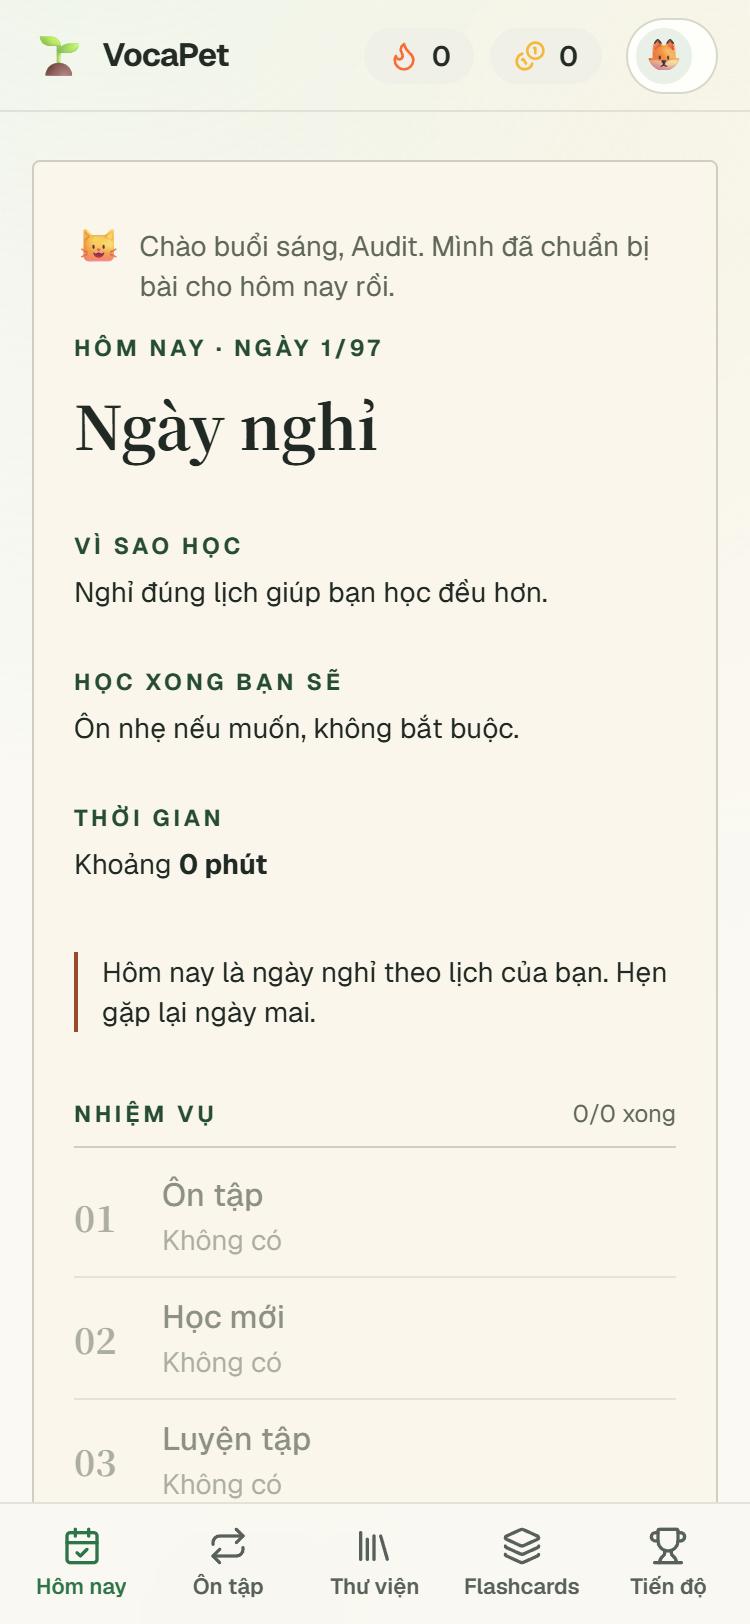 VocaPet
0
0
Chào buổi sáng, Audit. Mình đã chuẩn bị
bài cho hôm nay rồi.
HÔM NAY · NGÀY 1/97
Ngày nghỉ
VÌ SAO HỌC
Nghỉ đúng lịch giúp bạn học đều hơn.
HỌC XONG BẠN SẼ
Ôn nhẹ nếu muốn, không bắt buộc.
THỜI GIAN
Khoảng 0 phút
Hôm nay là ngày nghỉ theo lịch của bạn. Hẹn
gặp lại ngày mai.
NHIỆM VỤ
0/0 xong
01
Ôn tập
Không có
02
Học mới
Không có
03
Luyện tập
Không có
Hôm nay
Ôn tập
Thư viện
Flashcards
Tiến độ